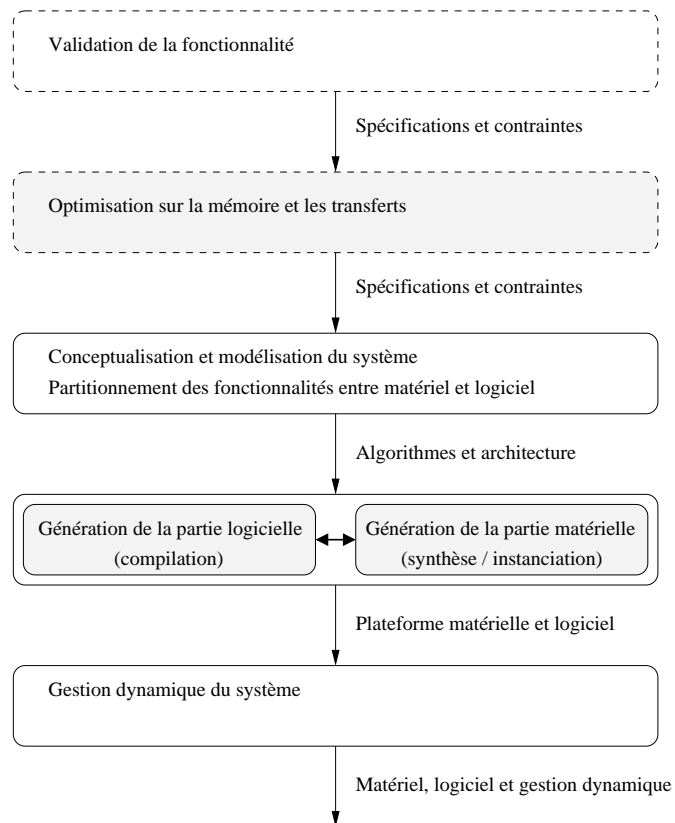 Validation de la fonctionnalité
Spécifications et contraintes
Optimisation sur la mémoire et les transferts
Spécifications et contraintes
Conceptualisation et modélisation du système
Partitionnement des fonctionnalités entre matériel et logiciel
Algorithmes et architecture
Génération de la partie logicielle
(compilation)
Génération de la partie matérielle
(synthèse / instanciation)
Plateforme matérielle et logiciel
Gestion dynamique du système
Matériel, logiciel et gestion dynamique